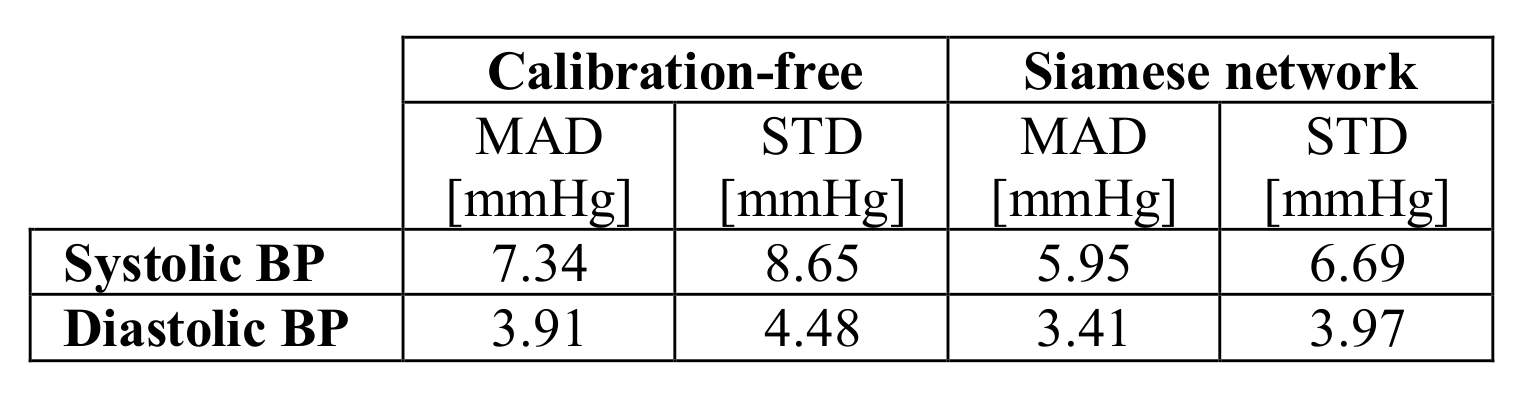 Calibration-free Siamese network
MAD STD MAD STD
[mmHg] [mmHg] [mmHg] [mmHg]
Systolic BP 7.34 8.65 5.95 6.69
Diastolic BP 3.91 4.48 3.41 3.97